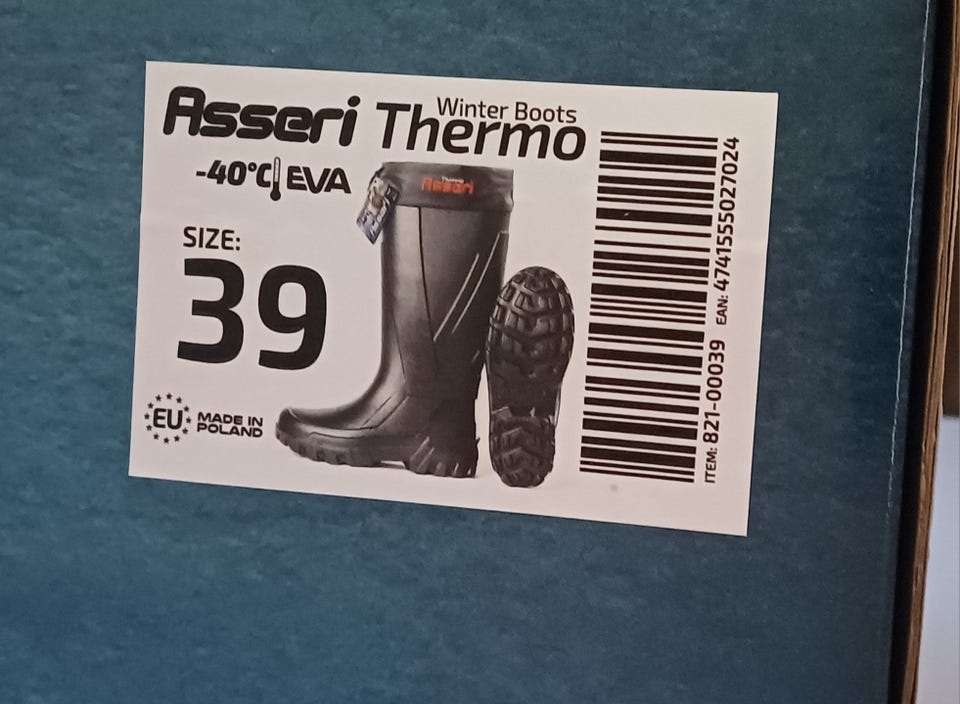 Asseri
Winter Boots
Thermo
-40°C EVA
Thermo
Asseri
SIZE:
39
EU
MADE IN
POLAND
ITEM: 821-00039 EAN: 4741555027024